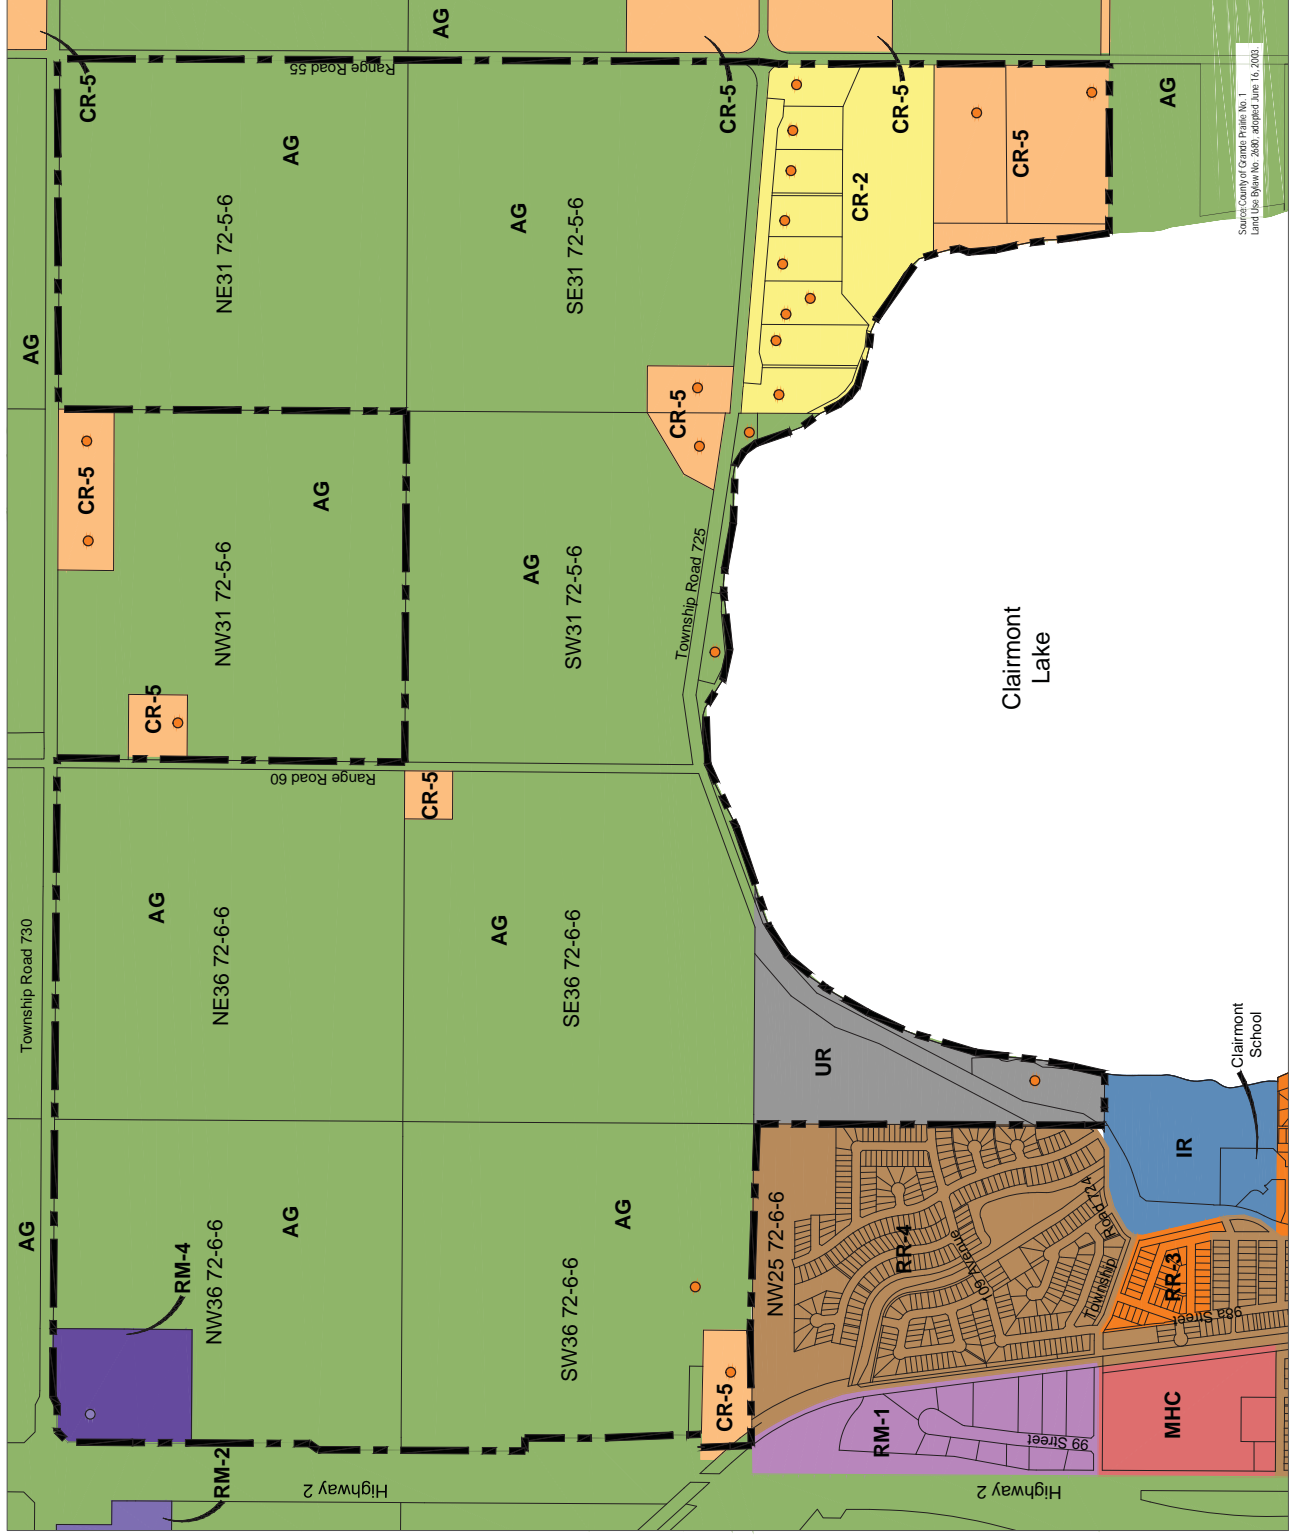 AG
CR-5
Range Road 55
CR-5
CR-5
AG
AG
NE31 72-5-6
AG
SE31 72-5-6
CR-2
CR-5
Source: County of Grande Prairie No. 1
Land Use Bylaw No. 2680, adopted June 16, 2003.
AG
CR-5
CR-5
AG
NW31 72-5-6
AG
SW31 72-5-6
Township Road 725
Clairmont
Lake
CR-5
Range Road 60
CR-5
Township Road 730
AG
NE36 72-6-6
AG
SE36 72-6-6
UR
Clairmont
School
IR
AG
RM-4
NW36 72-6-6
AG
AG
SW36 72-6-6
CR-5
NW25 72-6-6
RR-4
109 Avenue
Township
Road 724
RR-3
98a Street
RM-1
99 Street
MHC
RM-2
Highway 2
Highway 2